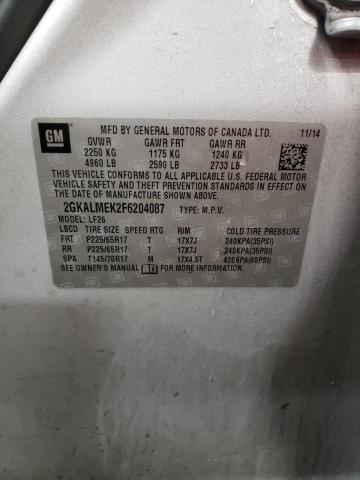 GM
MFD BY GENERAL MOTORS OF CANADA LTD. 11/14
GVWR GAWR FRT GAWR RR
2250 KG 1175 KG 1240 KG
4960 LB 2590 LB 2733 LB
THIS VEHICLE CONFORMS TO ALL APPLICABLE U.S. FEDERAL MOTOR
VEHICLE SAFETY, BUMPER, AND THEFT PREVENTION STANDARDS
IN EFFECT ON THE DATE OF MANUFACTURE SHOWN ABOVE.
2GKALMEK2F6204087 TYPE: M.P.V.
MODEL: LF26
LBCD TIRE SIZE SPEED RTG RIM COLD TIRE PRESSURE
FRT P225/65R17 T 17X7J 240KPA(35PSI)
RR P225/65R17 T 17X7J 240KPA(35PSI)
SPA T145/70R17 M 17X4.5T 420KPA(60PSI)
SEE OWNER'S MANUAL FOR MORE INFORMATION.